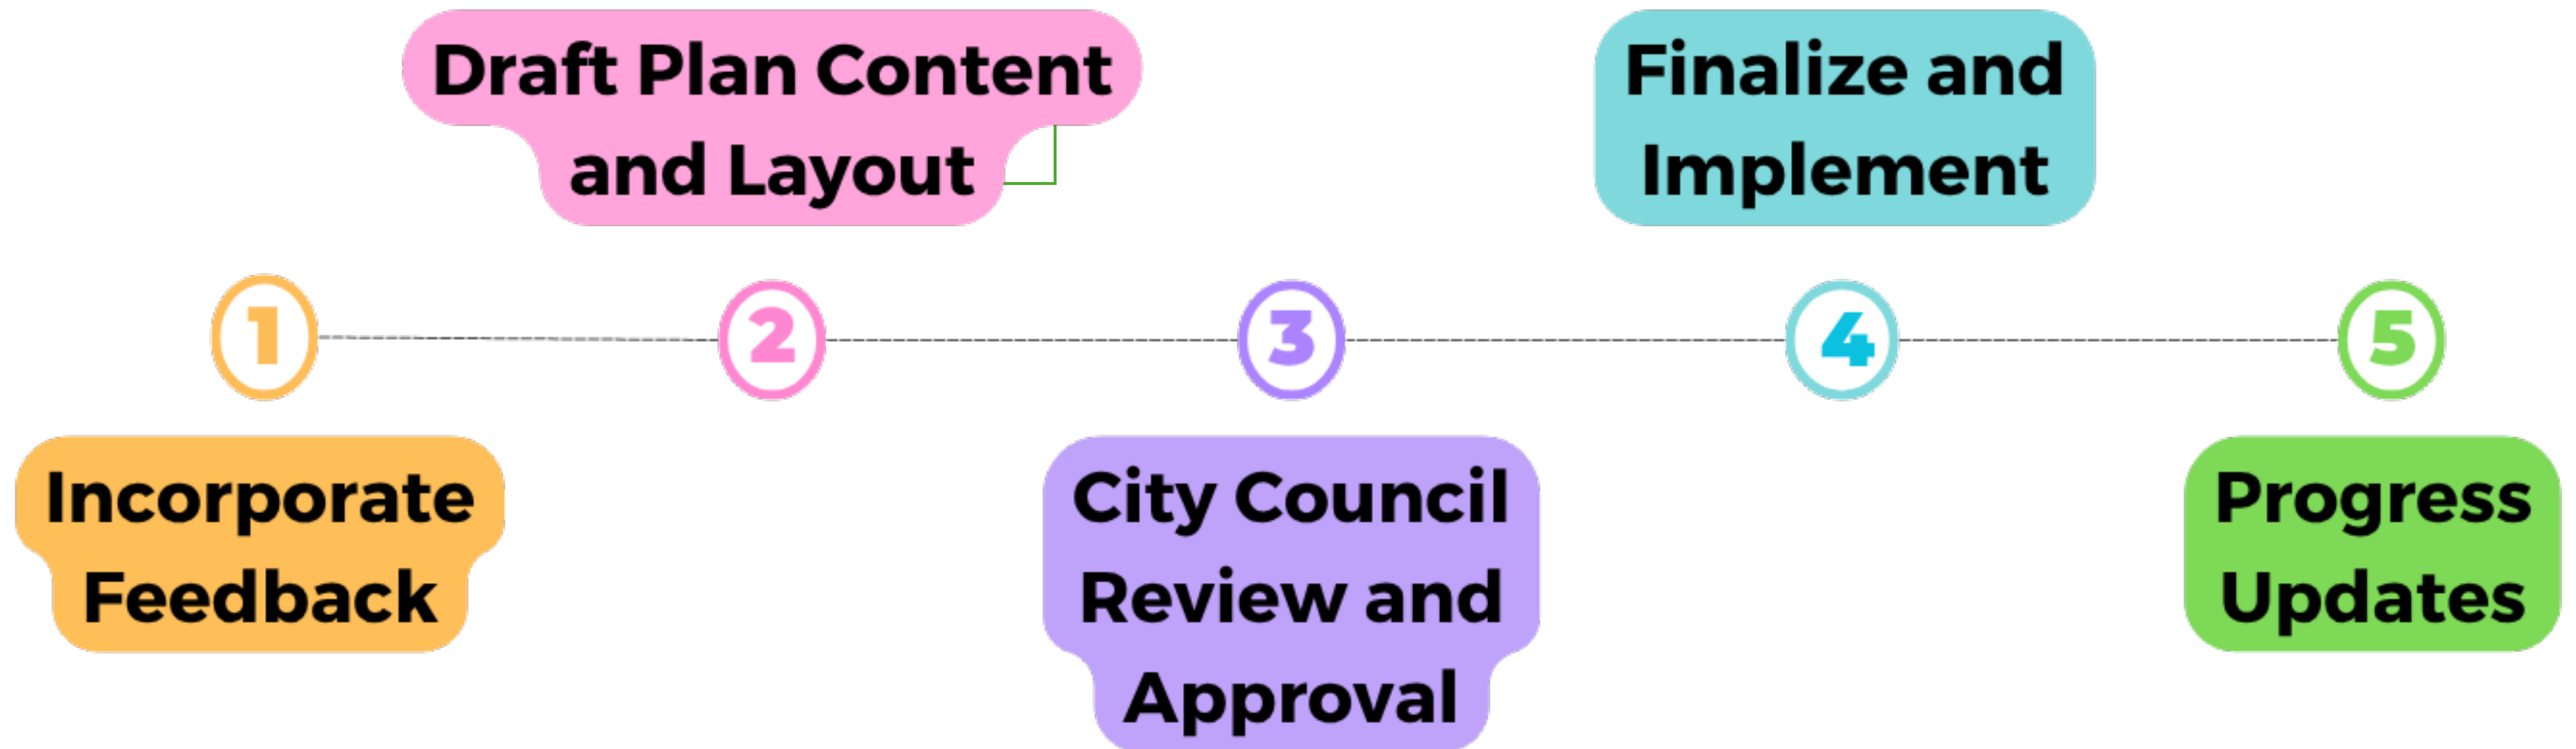 Draft Plan Content
and Layout
Finalize and
Implement
1
2
3
4
5
Incorporate
Feedback
City Council
Review and
Approval
Progress
Updates